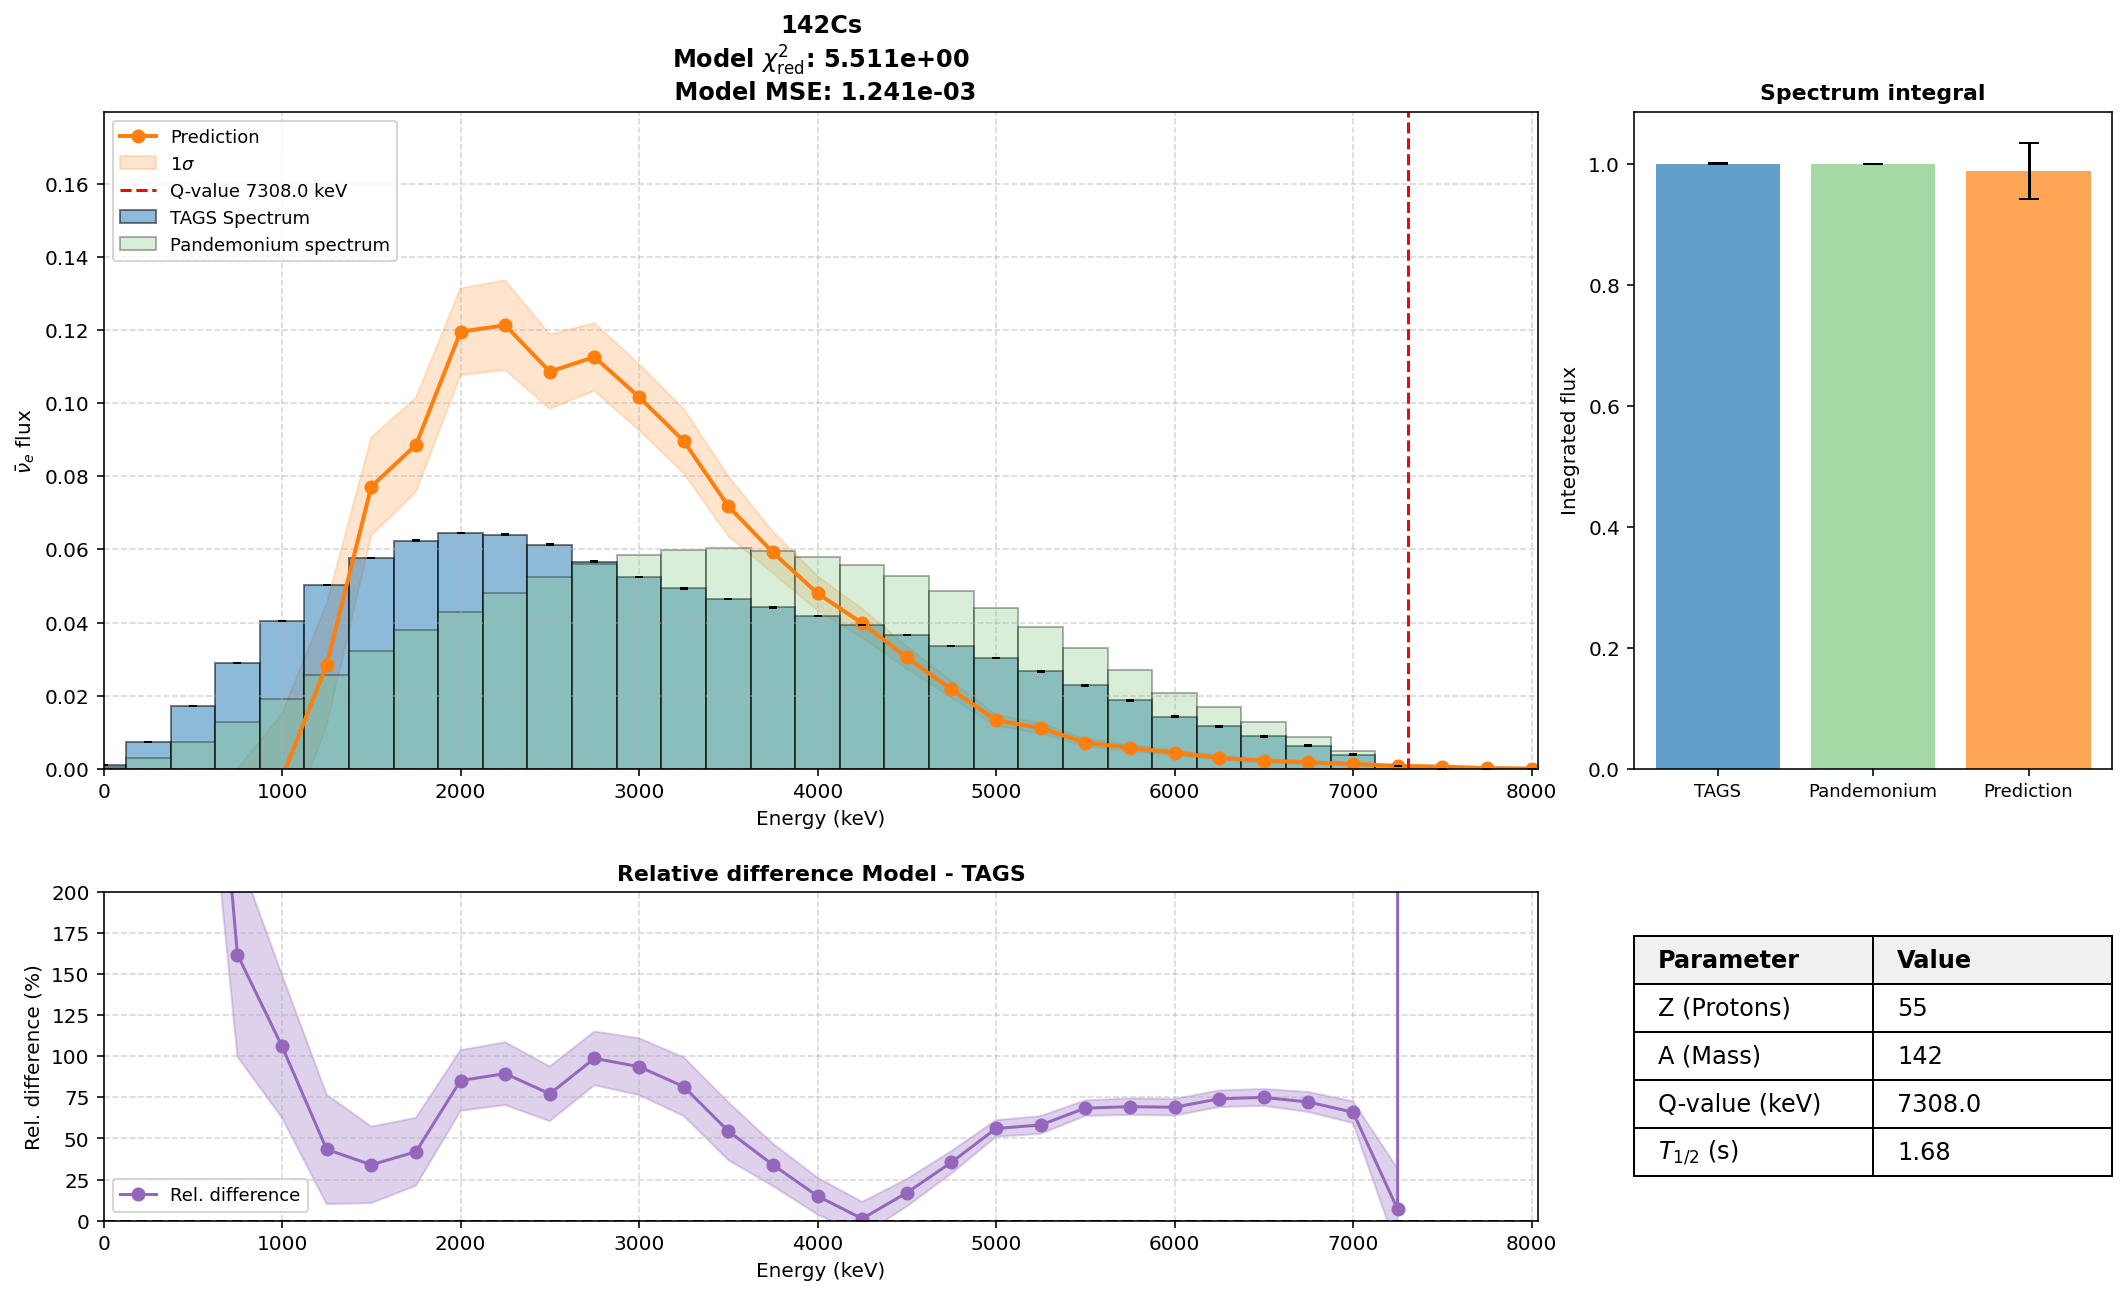 142Cs
Model χ²red: 5.511e+00
Model MSE: 1.241e-03
Prediction
1σ
Q-value 7308.0 keV
TAGS Spectrum
Pandemonium spectrum
0.16
0.14
0.12
0.10
0.08
0.06
0.04
0.02
0.00
ν̄e flux
0 1000 2000 3000 4000 5000 6000 7000 8000
Energy (keV)
Spectrum integral
1.0
0.8
0.6
0.4
0.2
0.0
Integrated flux
TAGS Pandemonium Prediction
Relative difference Model - TAGS
200
175
150
125
100
75
50
25
0
Rel. difference (%)
Rel. difference
0 1000 2000 3000 4000 5000 6000 7000 8000
Energy (keV)
Parameter Value
Z (Protons) 55
A (Mass) 142
Q-value (keV) 7308.0
T1/2 (s) 1.68